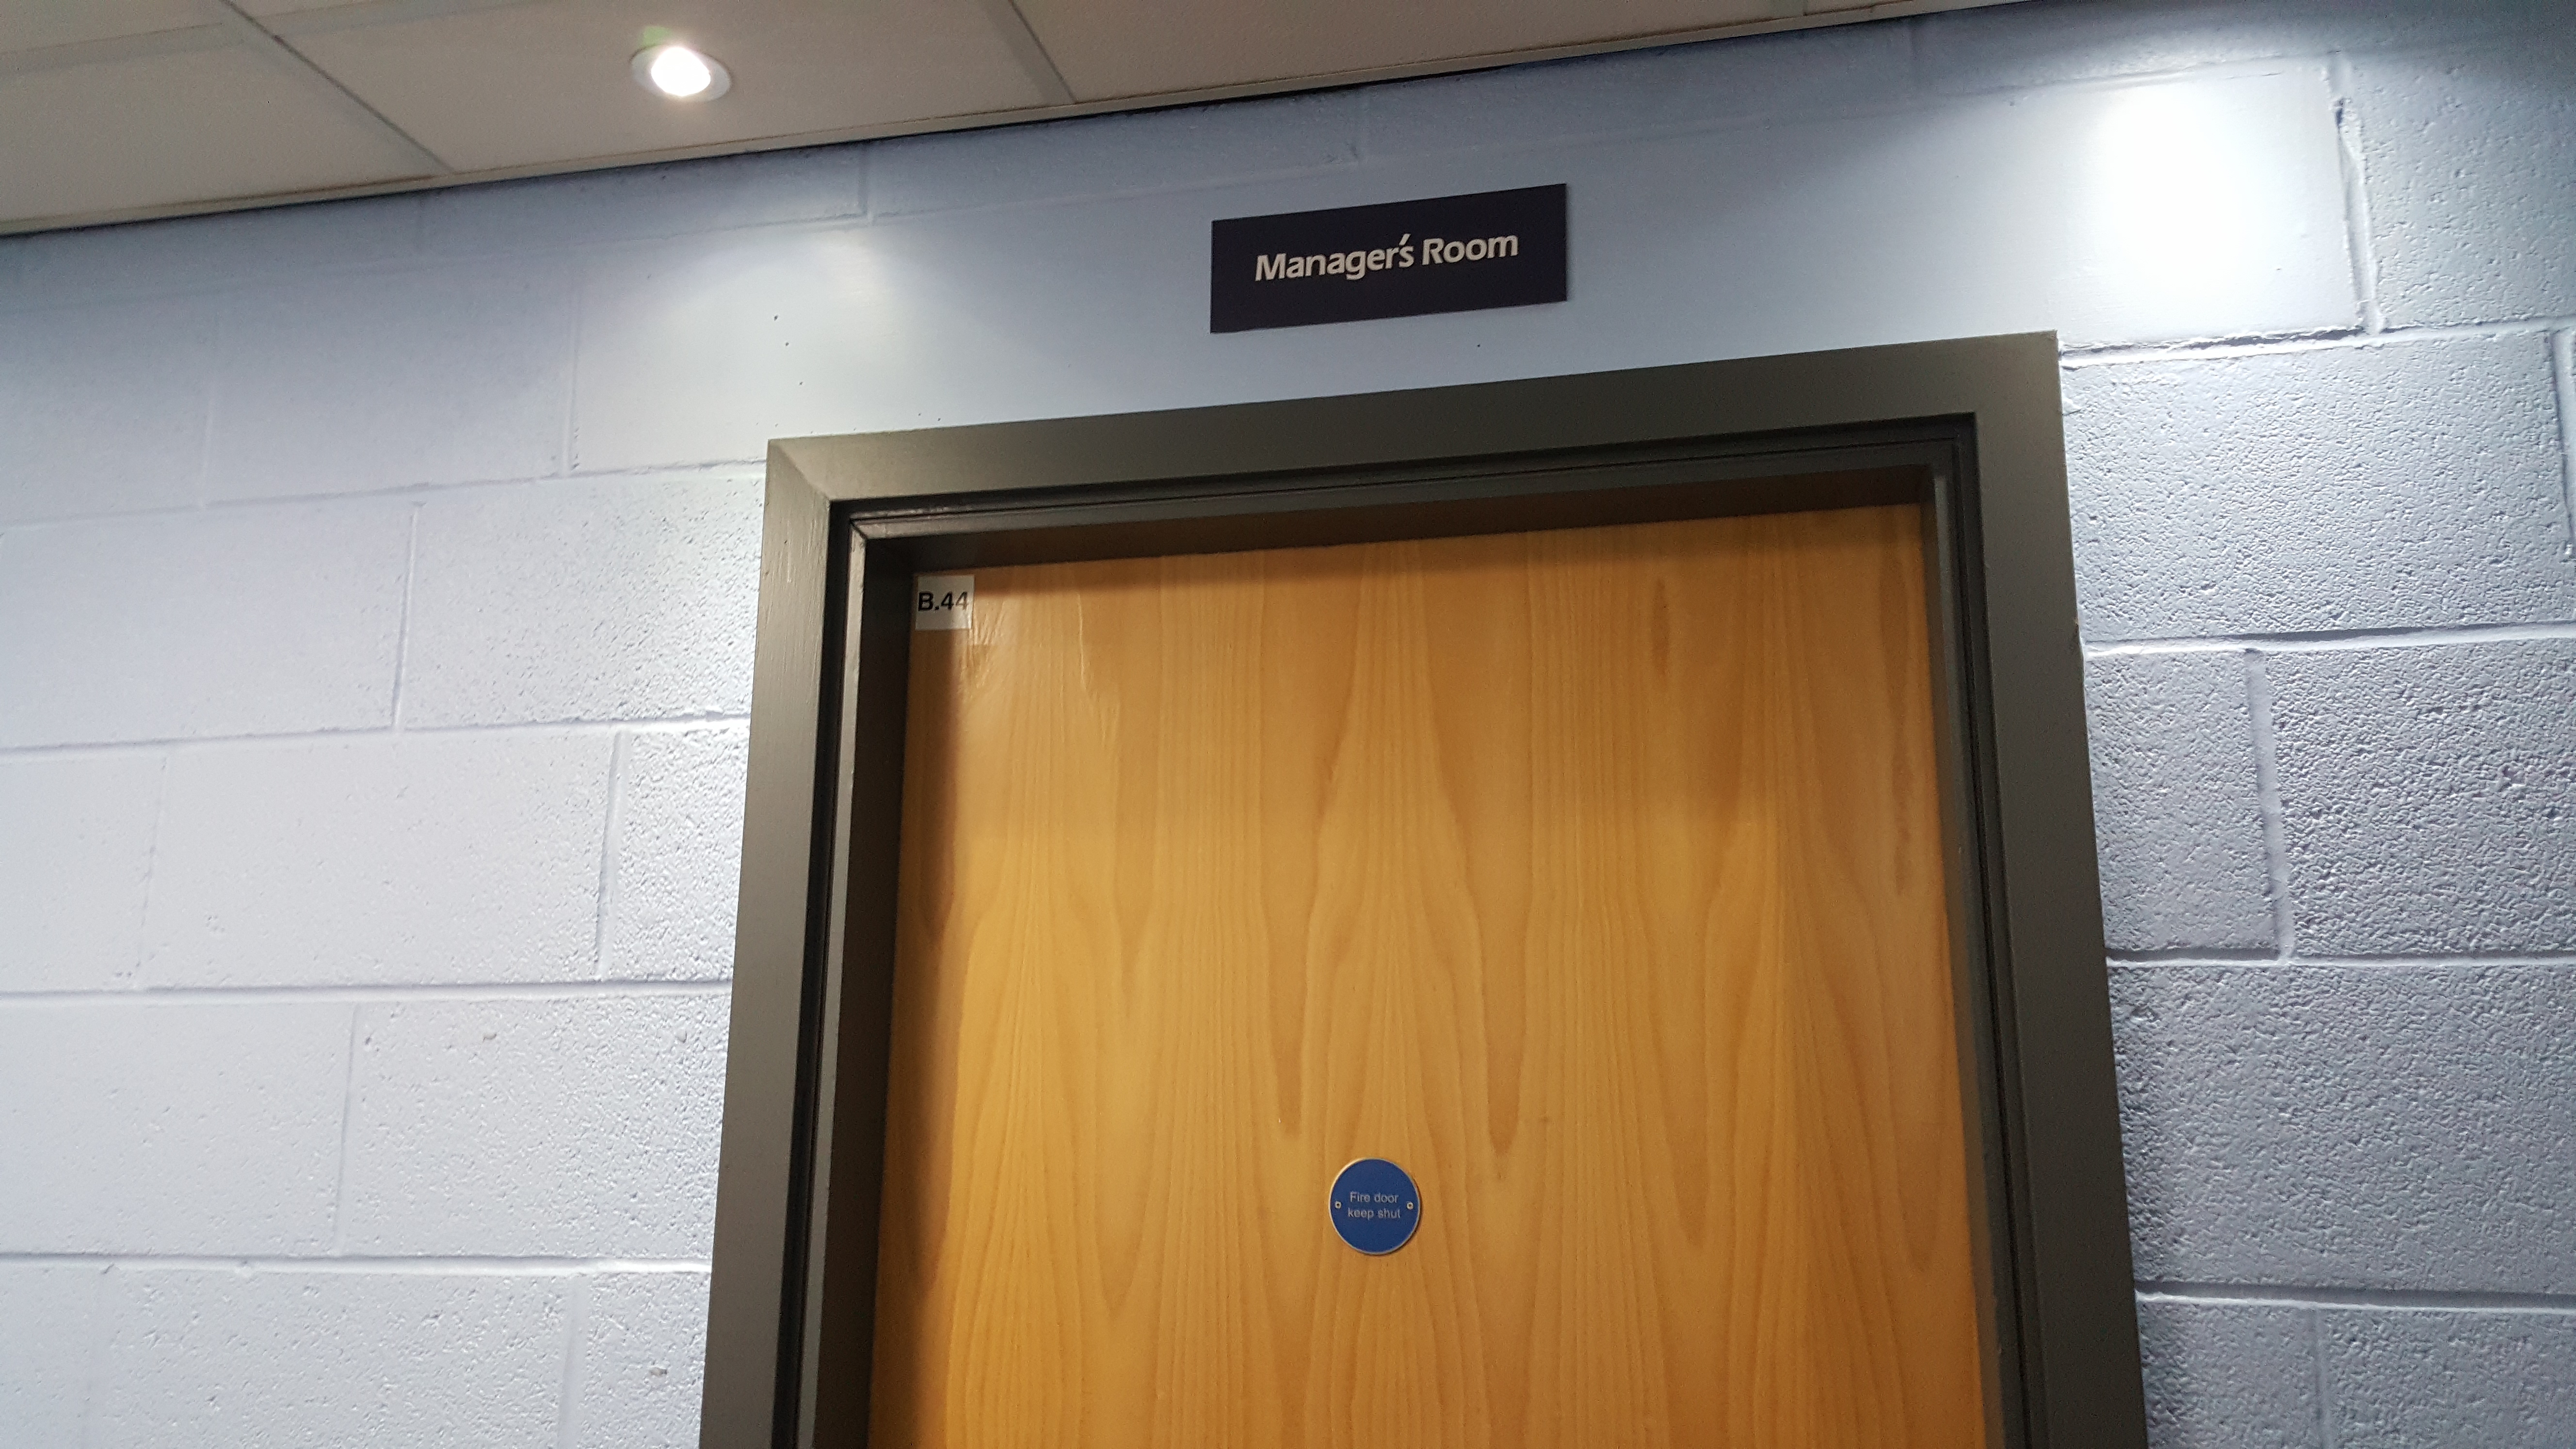 Manager's Room
B.44
Fire door
keep shut